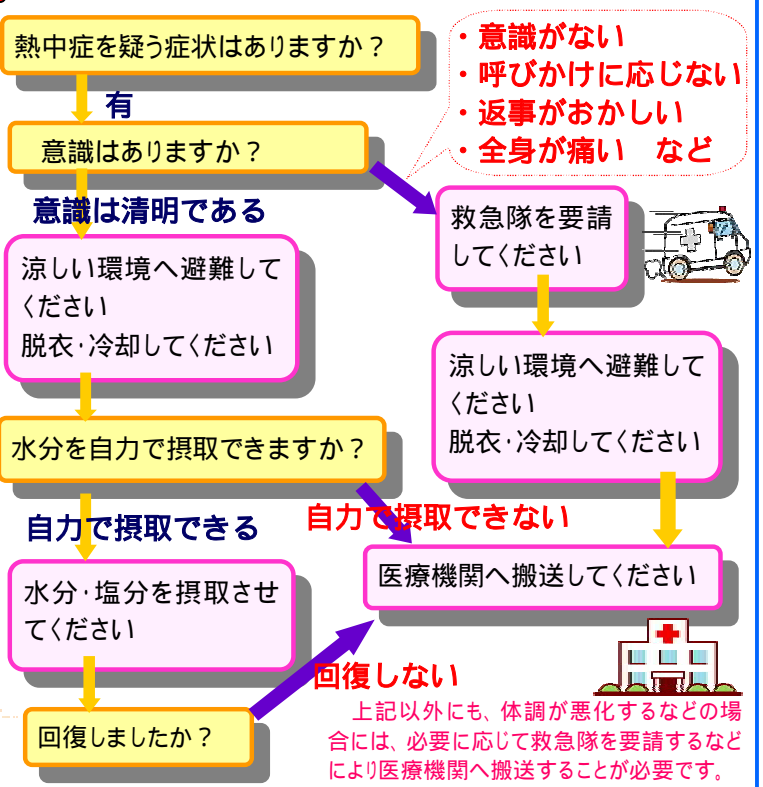 熱中症を疑う症状はありますか？
有
意識はありますか？
・意識がない
・呼びかけに応じない
・返事がおかしい
・全身が痛い　など
意識は清明である
救急隊を要請
してください
涼しい環境へ避難して
ください
脱衣・冷却してください
涼しい環境へ避難して
ください
脱衣・冷却してください
水分を自力で摂取できますか？
自力で摂取できる
自力で摂取できない
医療機関へ搬送してください
水分・塩分を摂取させ
てください
回復しない
回復しましたか？
上記以外にも、体調が悪化するなどの場
合には、必要に応じて救急隊を要請するなど
により医療機関へ搬送することが必要です。